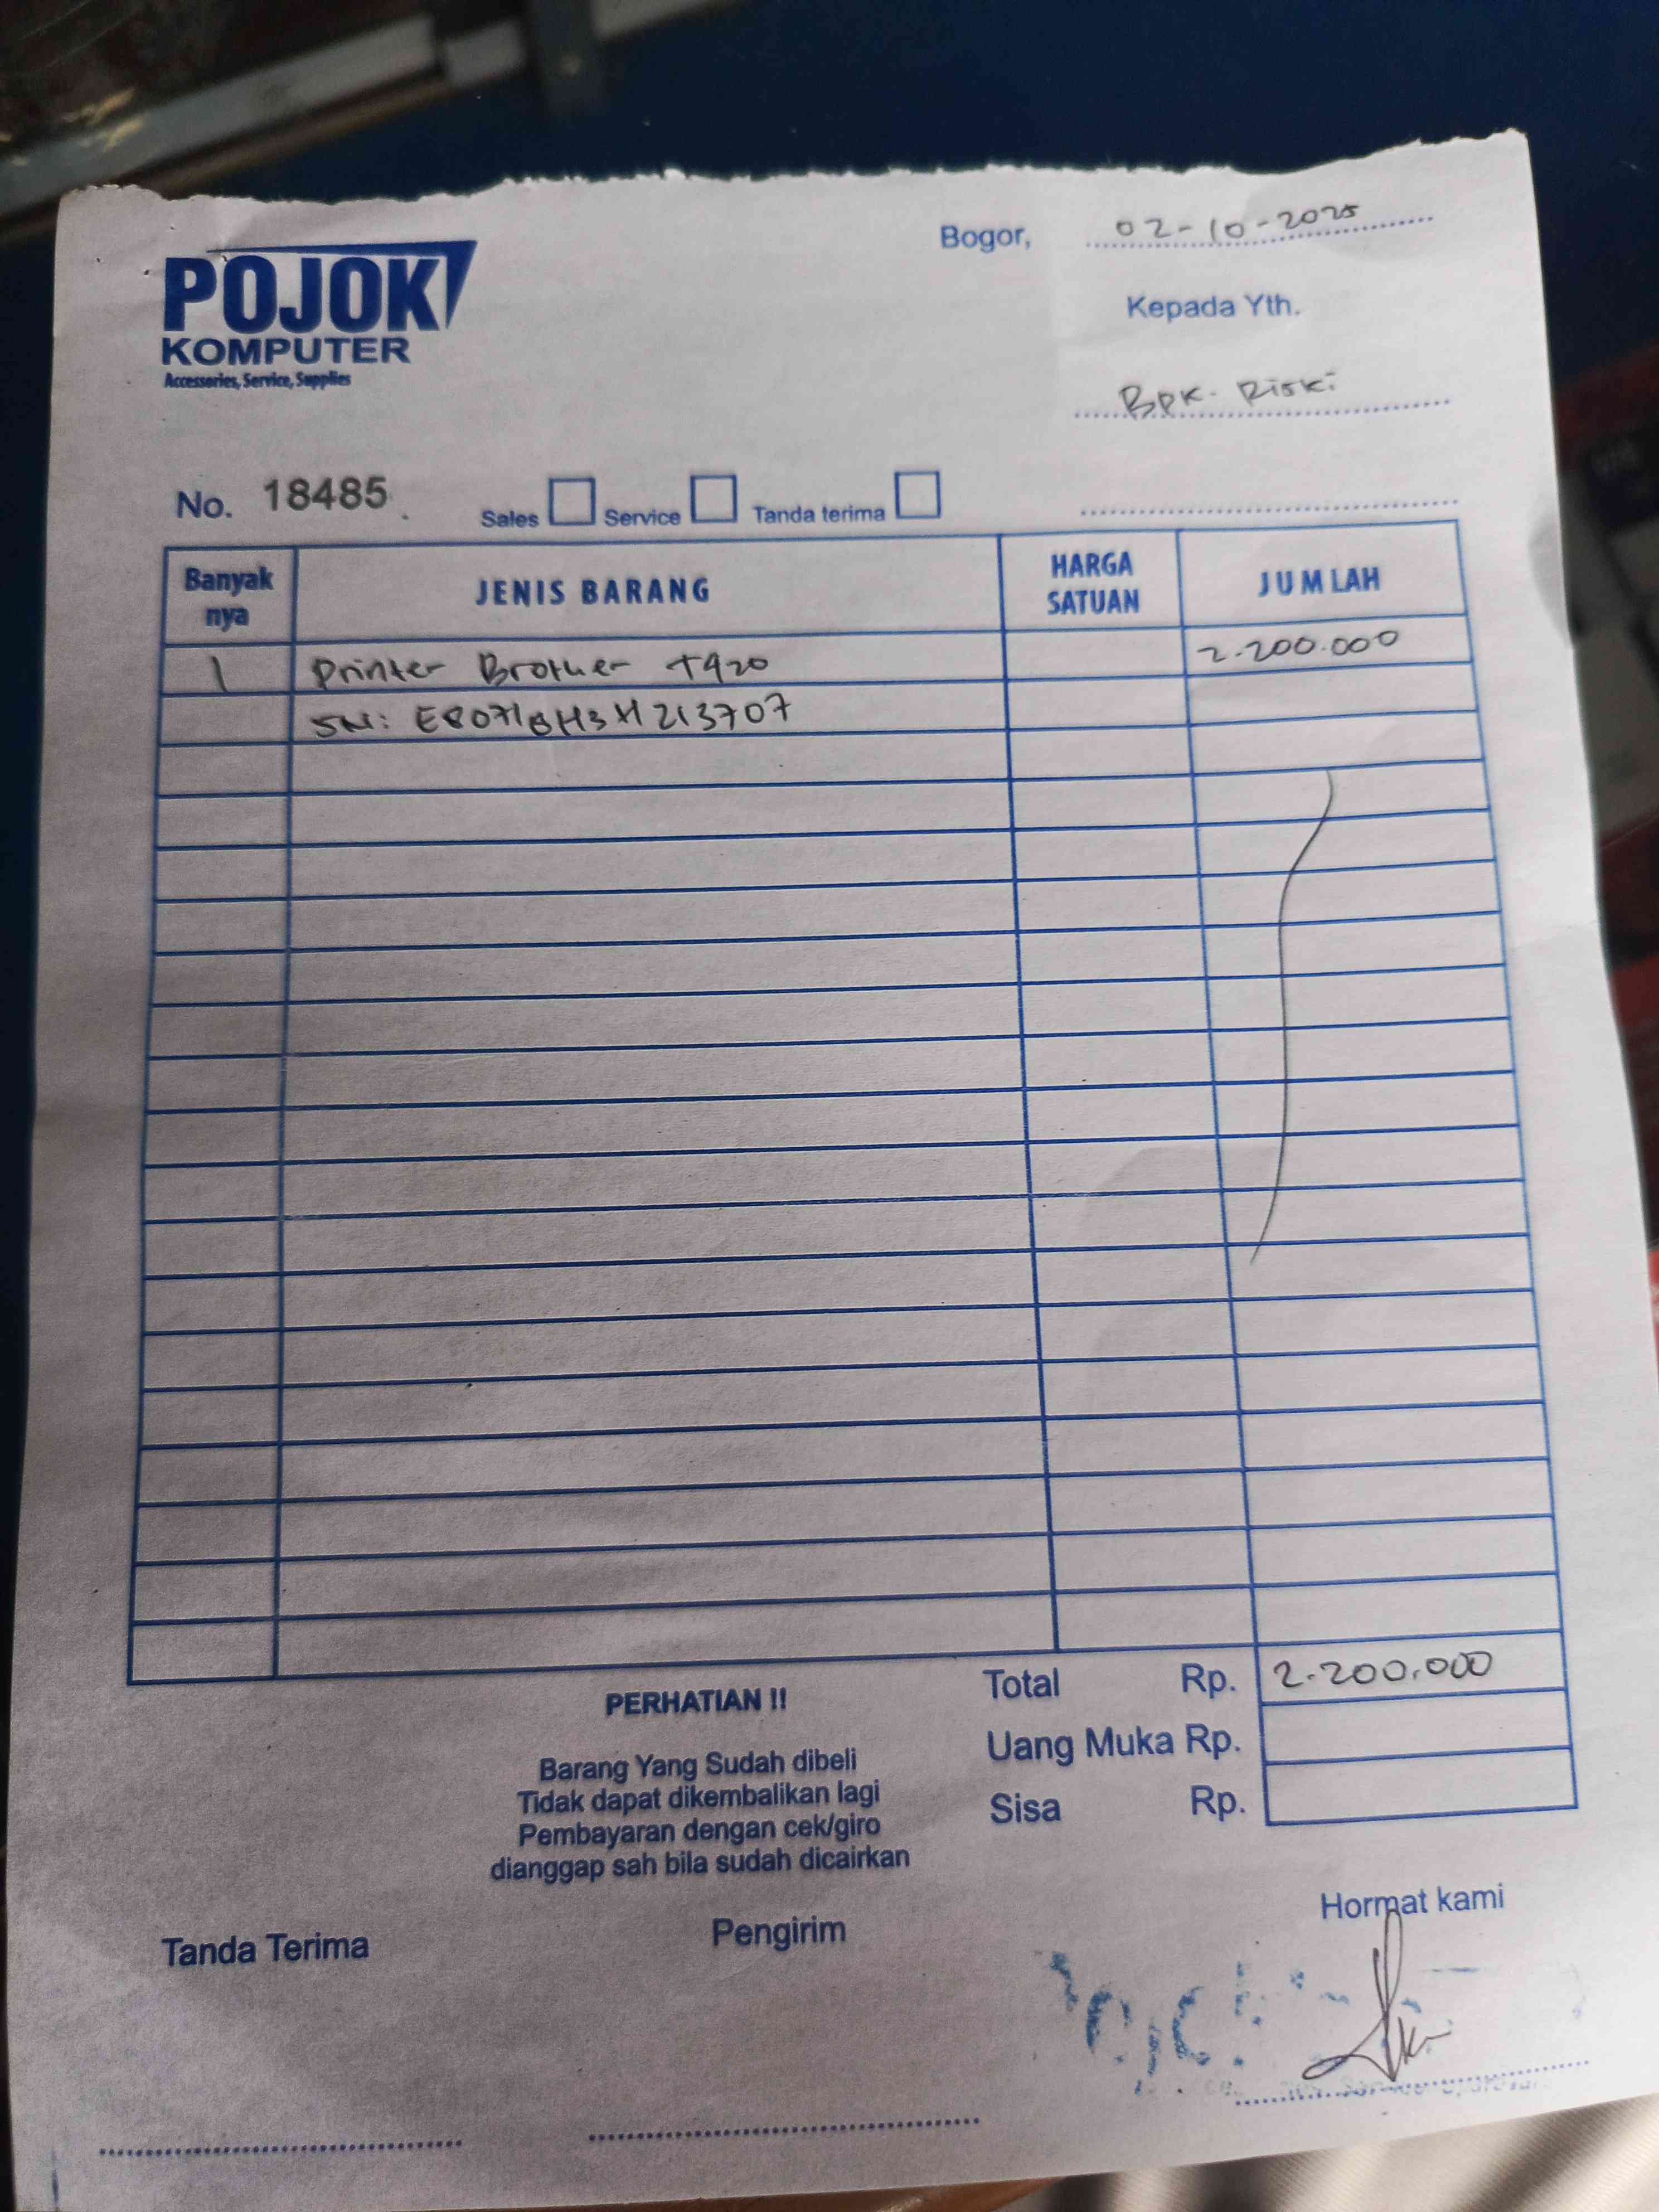 POJOK
KOMPUTER
Accessories, Service, Supplies
Bogor, 02-10-2025
Kepada Yth.
Bpk. Riski
No. 18485
Sales Service Tanda terima
Banyak nya JENIS BARANG HARGA SATUAN JUMLAH
1 Printer Brother T920 2.200.000
SN:
PERHATIAN !!
Barang Yang Sudah dibeli
Tidak dapat dikembalikan lagi
Pembayaran dengan cek/giro
dianggap sah bila sudah dicairkan
Total Rp. 2.200.000
Uang Muka Rp.
Sisa Rp.
Tanda Terima Pengirim Hormat kami